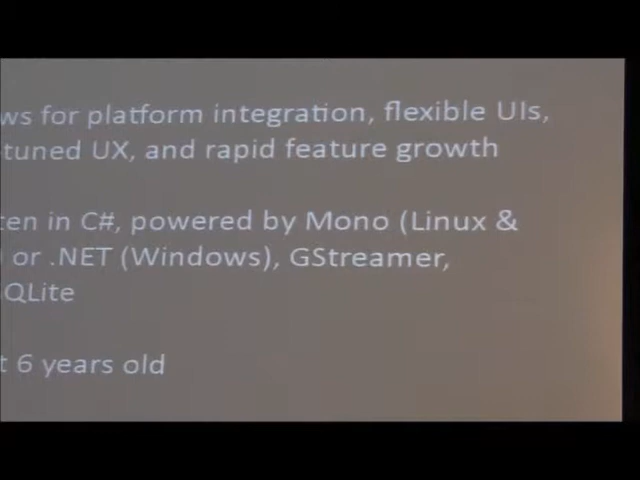 ws for platform integration, flexible UIs,
-tuned UX, and rapid feature growth
ten in C#, powered by Mono (Linux &
) or .NET (Windows), GStreamer,
QLite
t 6 years old